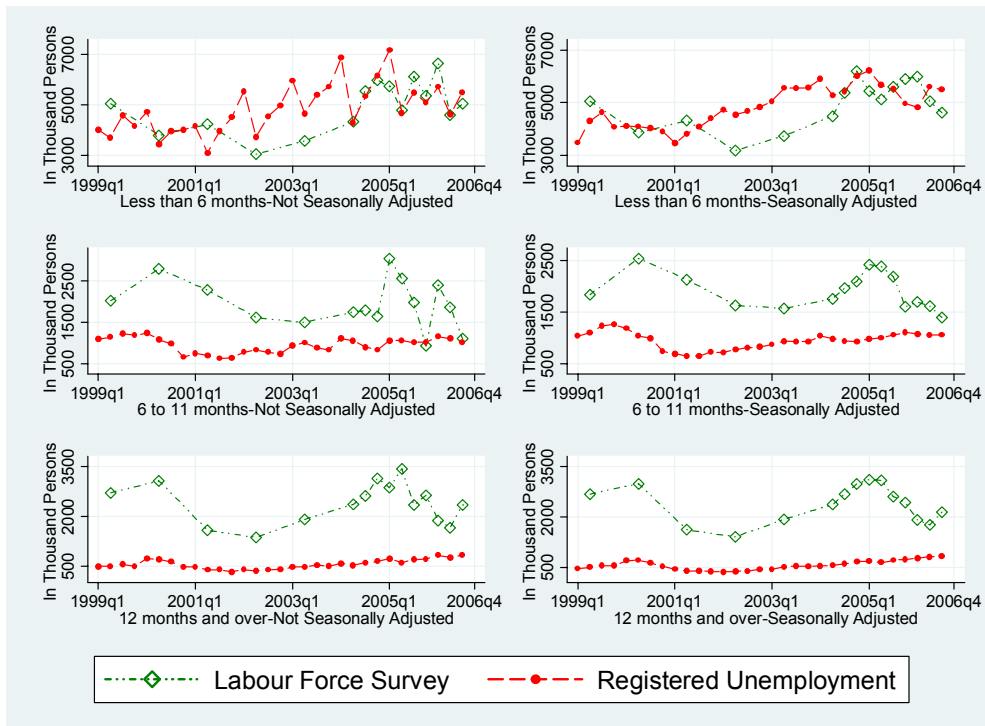 In Thousand Persons
7000
5000
3000
1999q1 2001q1 2003q1 2005q1 2006q4
Less than 6 months-Not Seasonally Adjusted
In Thousand Persons
7000
5000
3000
1999q1 2001q1 2003q1 2005q1 2006q4
Less than 6 months-Seasonally Adjusted
In Thousand Persons
2500
1500
500
1999q1 2001q1 2003q1 2005q1 2006q4
6 to 11 months-Not Seasonally Adjusted
In Thousand Persons
2500
1500
500
1999q1 2001q1 2003q1 2005q1 2006q4
6 to 11 months-Seasonally Adjusted
In Thousand Persons
3500
2000
500
1999q1 2001q1 2003q1 2005q1 2006q4
12 months and over-Not Seasonally Adjusted
In Thousand Persons
3500
2000
500
1999q1 2001q1 2003q1 2005q1 2006q4
12 months and over-Seasonally Adjusted
Labour Force Survey Registered Unemployment